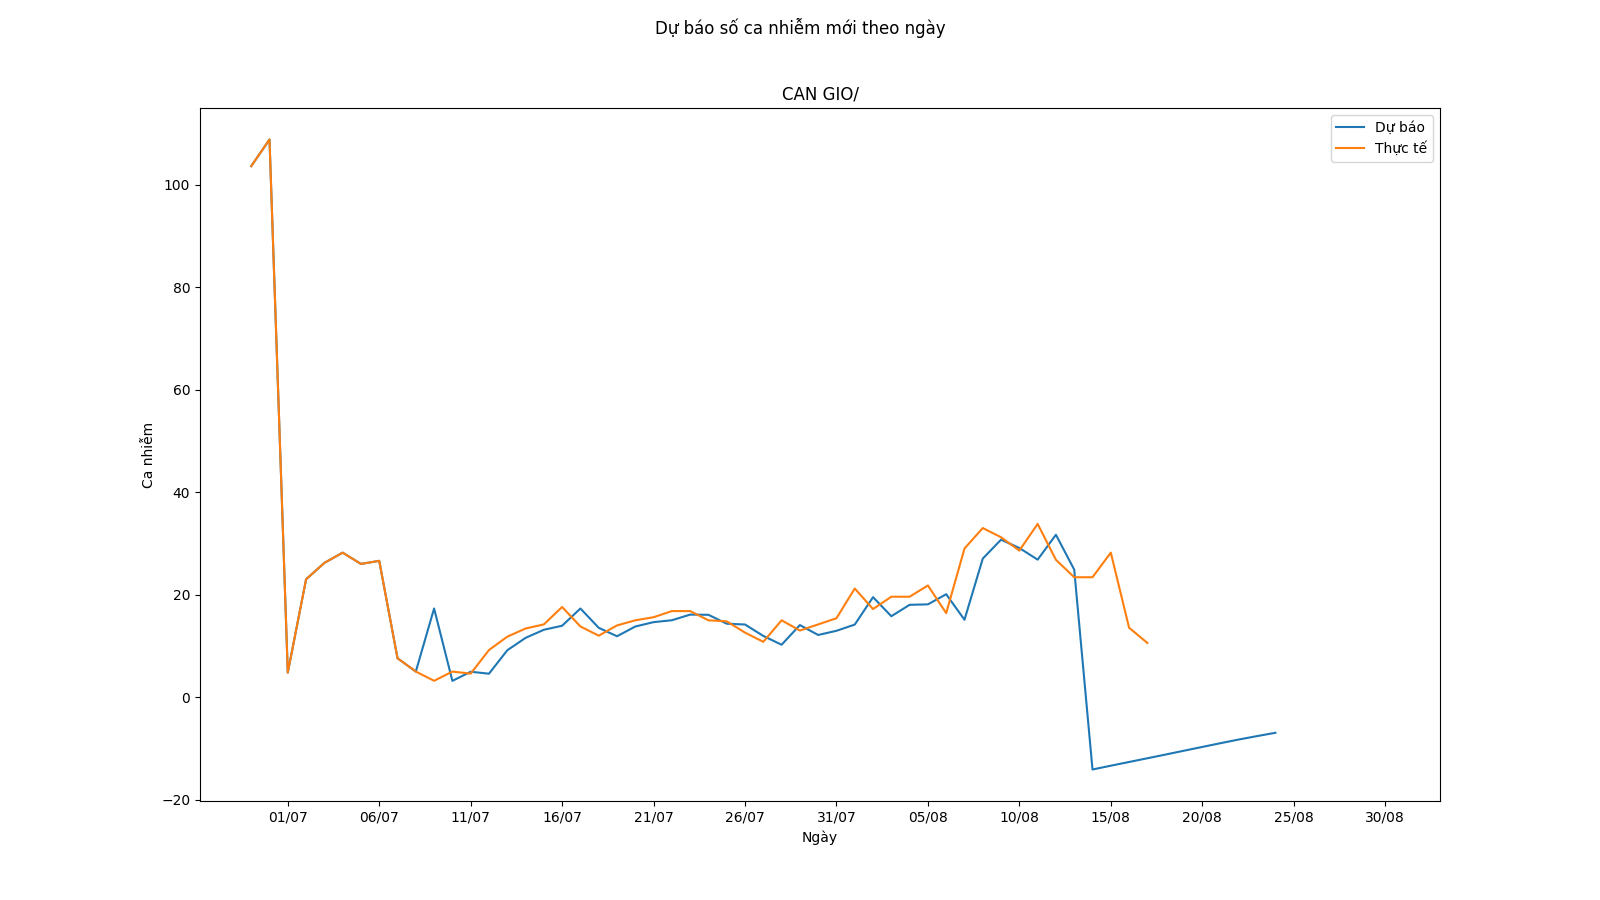 Dự báo số ca nhiễm mới theo ngày
CAN GIO/
Dự báo
Thực tế
Ca nhiễm
100
80
60
40
20
0
−20
01/07 06/07 11/07 16/07 21/07 26/07 31/07 05/08 10/08 15/08 20/08 25/08 30/08
Ngày